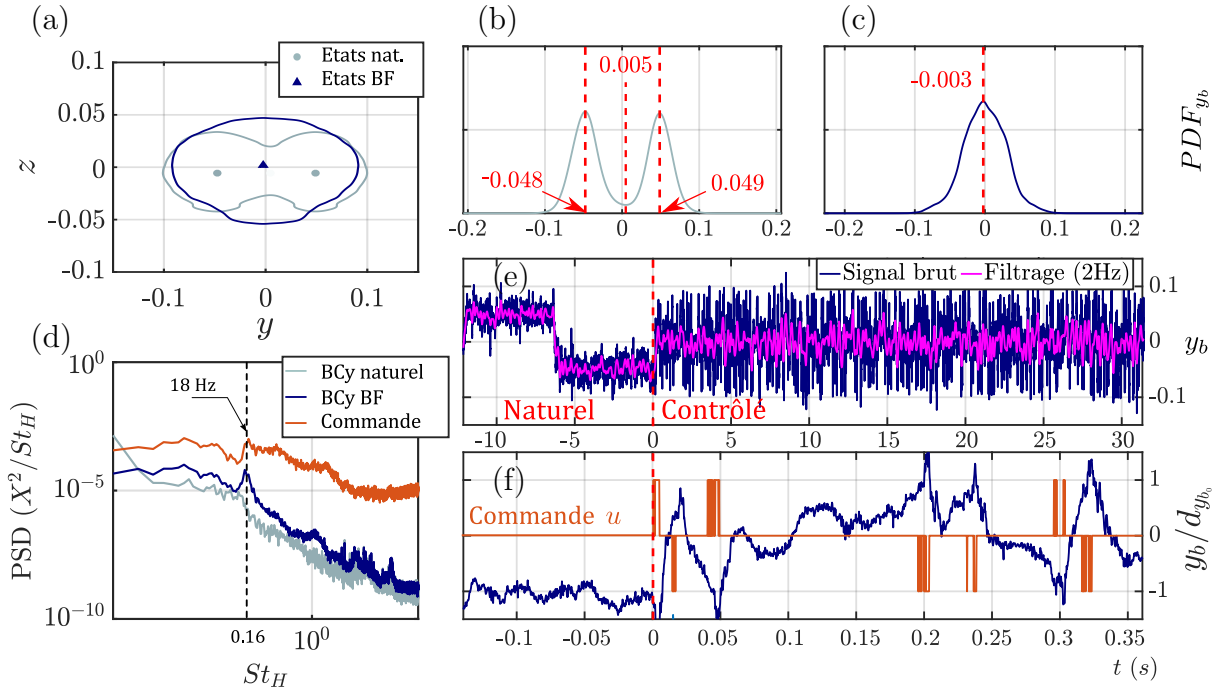 (a)
0.1
0.05
0
-0.05
-0.1
z
-0.1
0
0.1
y
Etats nat.
Etats BF
(b)
0.005
-0.048
0.049
-0.2
-0.1
0
0.1
0.2
(c)
-0.003
-0.2
-0.1
0
0.1
0.2
PDF_{y_b}
(d)
10^0
10^{-5}
10^{-10}
PSD (X^2/St_H)
18 Hz
BCy naturel
BCy BF
Commande
0.16
10^0
St_H
(e)
Signal brut
Filtrage (2Hz)
0.1
0
-0.1
y_b
Naturel
Contrôlé
-10
-5
0
5
10
15
20
25
30
(f)
Commande u
1
0
-1
y_b/d_{y_{b_0}}
-0.1
-0.05
0
0.05
0.1
0.15
0.2
0.25
0.3
0.35
t (s)